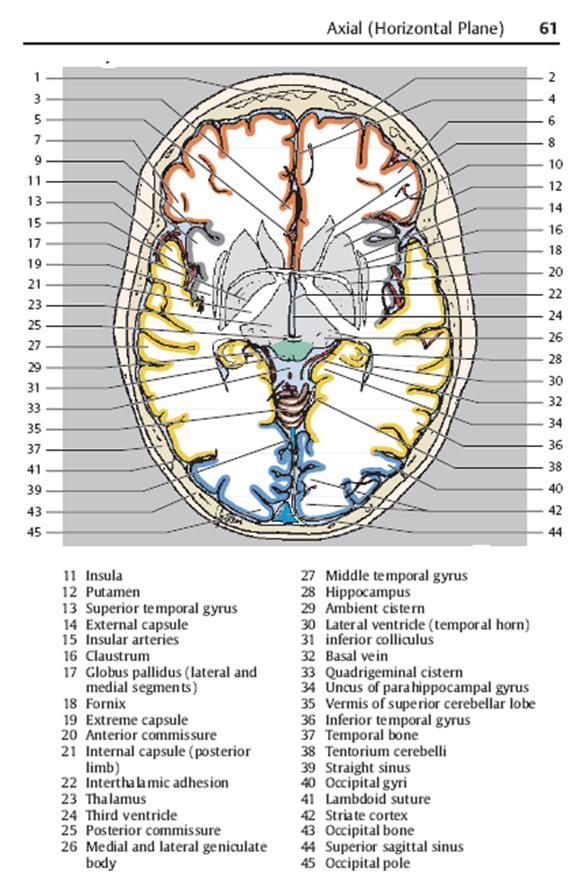 Axial (Horizontal Plane) 61
1
3
5
7
9
11
13
15
17
19
21
23
25
27
29
31
33
35
37
41
39
43
45
2
4
6
8
10
12
14
16
18
20
22
24
26
28
30
32
34
36
38
40
42
44
11 Insula
12 Putamen
13 Superior temporal gyrus
14 External capsule
15 Insular arteries
16 Claustrum
17 Globus pallidus (lateral and
medial segments)
18 Fornix
19 Extreme capsule
20 Anterior commissure
21 Internal capsule (posterior
limb)
22 Interthalamic adhesion
23 Thalamus
24 Third ventricle
25 Posterior commissure
26 Medial and lateral geniculate
body
27 Middle temporal gyrus
28 Hippocampus
29 Ambient cistern
30 Lateral ventricle (temporal horn)
31 inferior colliculus
32 Basal vein
33 Quadrigeminal cistern
34 Uncus of parahippocampal gyrus
35 Vermis of superior cerebellar lobe
36 Inferior temporal gyrus
37 Temporal bone
38 Tentorium cerebelli
39 Straight sinus
40 Occipital gyri
41 Lambdoid suture
42 Striate cortex
43 Occipital bone
44 Superior sagittal sinus
45 Occipital pole